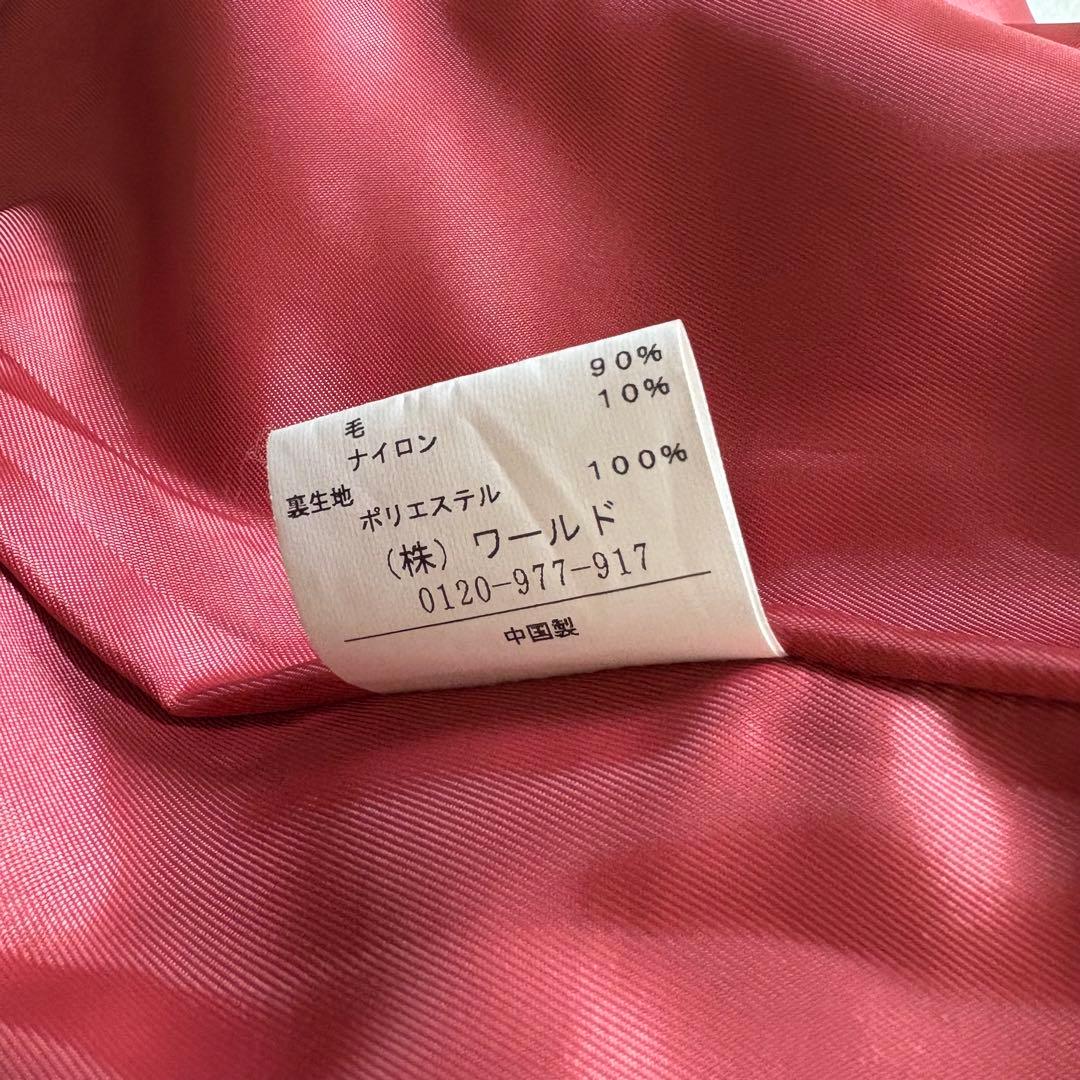 毛 90%
ナイロン 10%
裏生地
ポリエステル 100%
(株) ワールド
0120-977-917
中国製